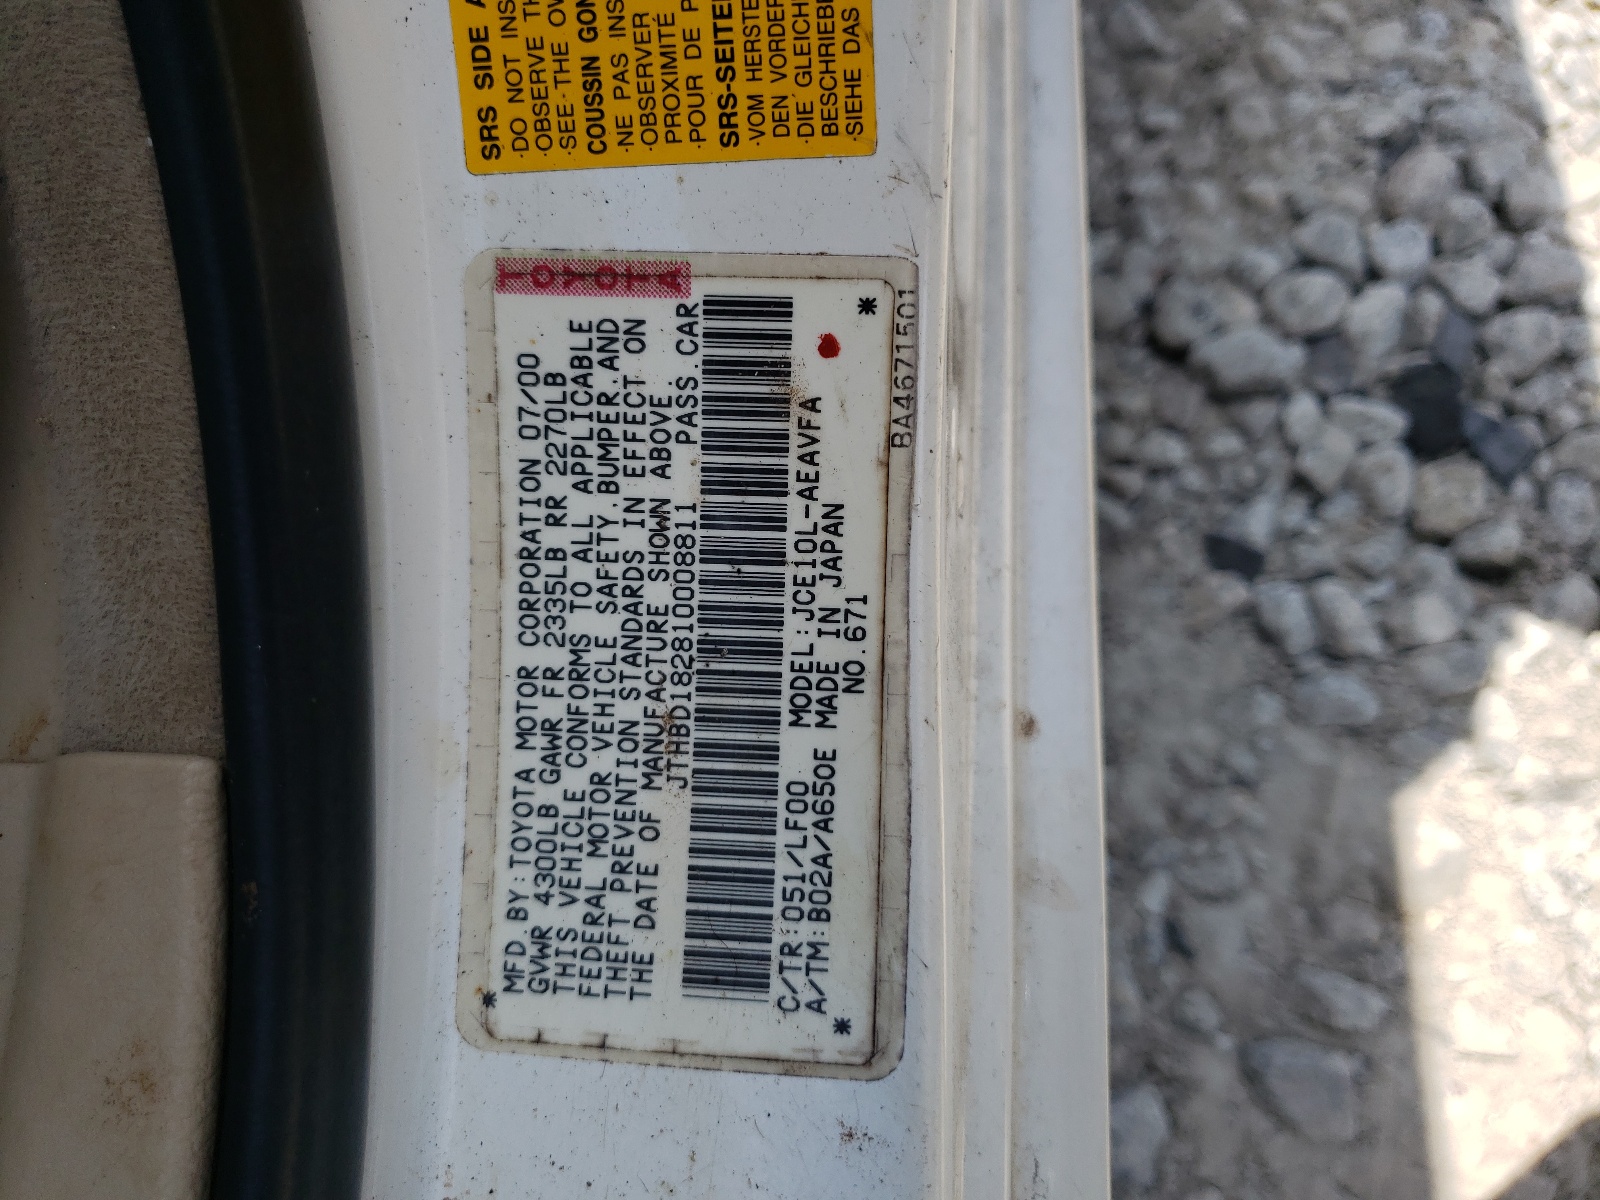 SRS SIDE A
·DO NOT INS
·OBSERVE TH
·SEE THE OW
COUSSIN GON
·NE PAS INS
·OBSERVER
PROXIMITÉ
·POUR DE P
SRS-SEITE
·VOM HERSTE
DEN VORDER
·DIE GLEICH
BESCHRIEBE
·SIEHE DAS
TOYOTA
MFD.BY:TOYOTA MOTOR CORPORATION 07/00
GVWR 4300LB GAWR FR 2335LB RR 2270LB
THIS VEHICLE CONFORMS TO ALL APPLICABLE
FEDERAL MOTOR VEHICLE SAFETY,BUMPER,AND
THEFT PREVENTION STANDARDS IN EFFECT ON
THE DATE OF MANUFACTURE SHOWN ABOVE.
JTHBD182810008811 PASS.CAR
C/TR:051/LF00 MODEL:JCE10L-AEAVFA
A/TM:B02A/A650E MADE IN JAPAN
NO.671
BA4671501